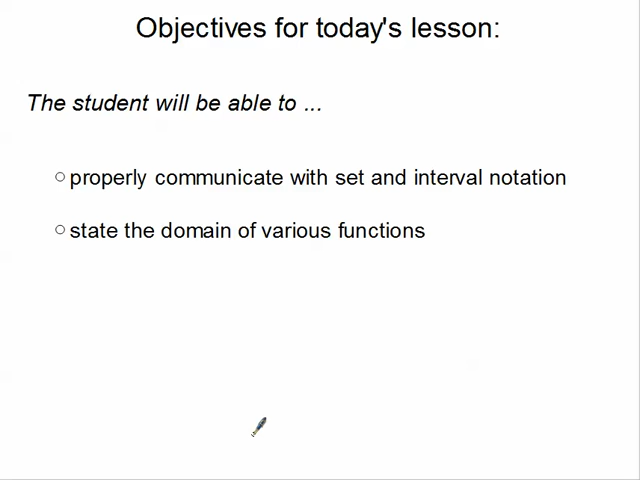 Objectives for today's lesson:
The student will be able to ...
○ properly communicate with set and interval notation
○ state the domain of various functions